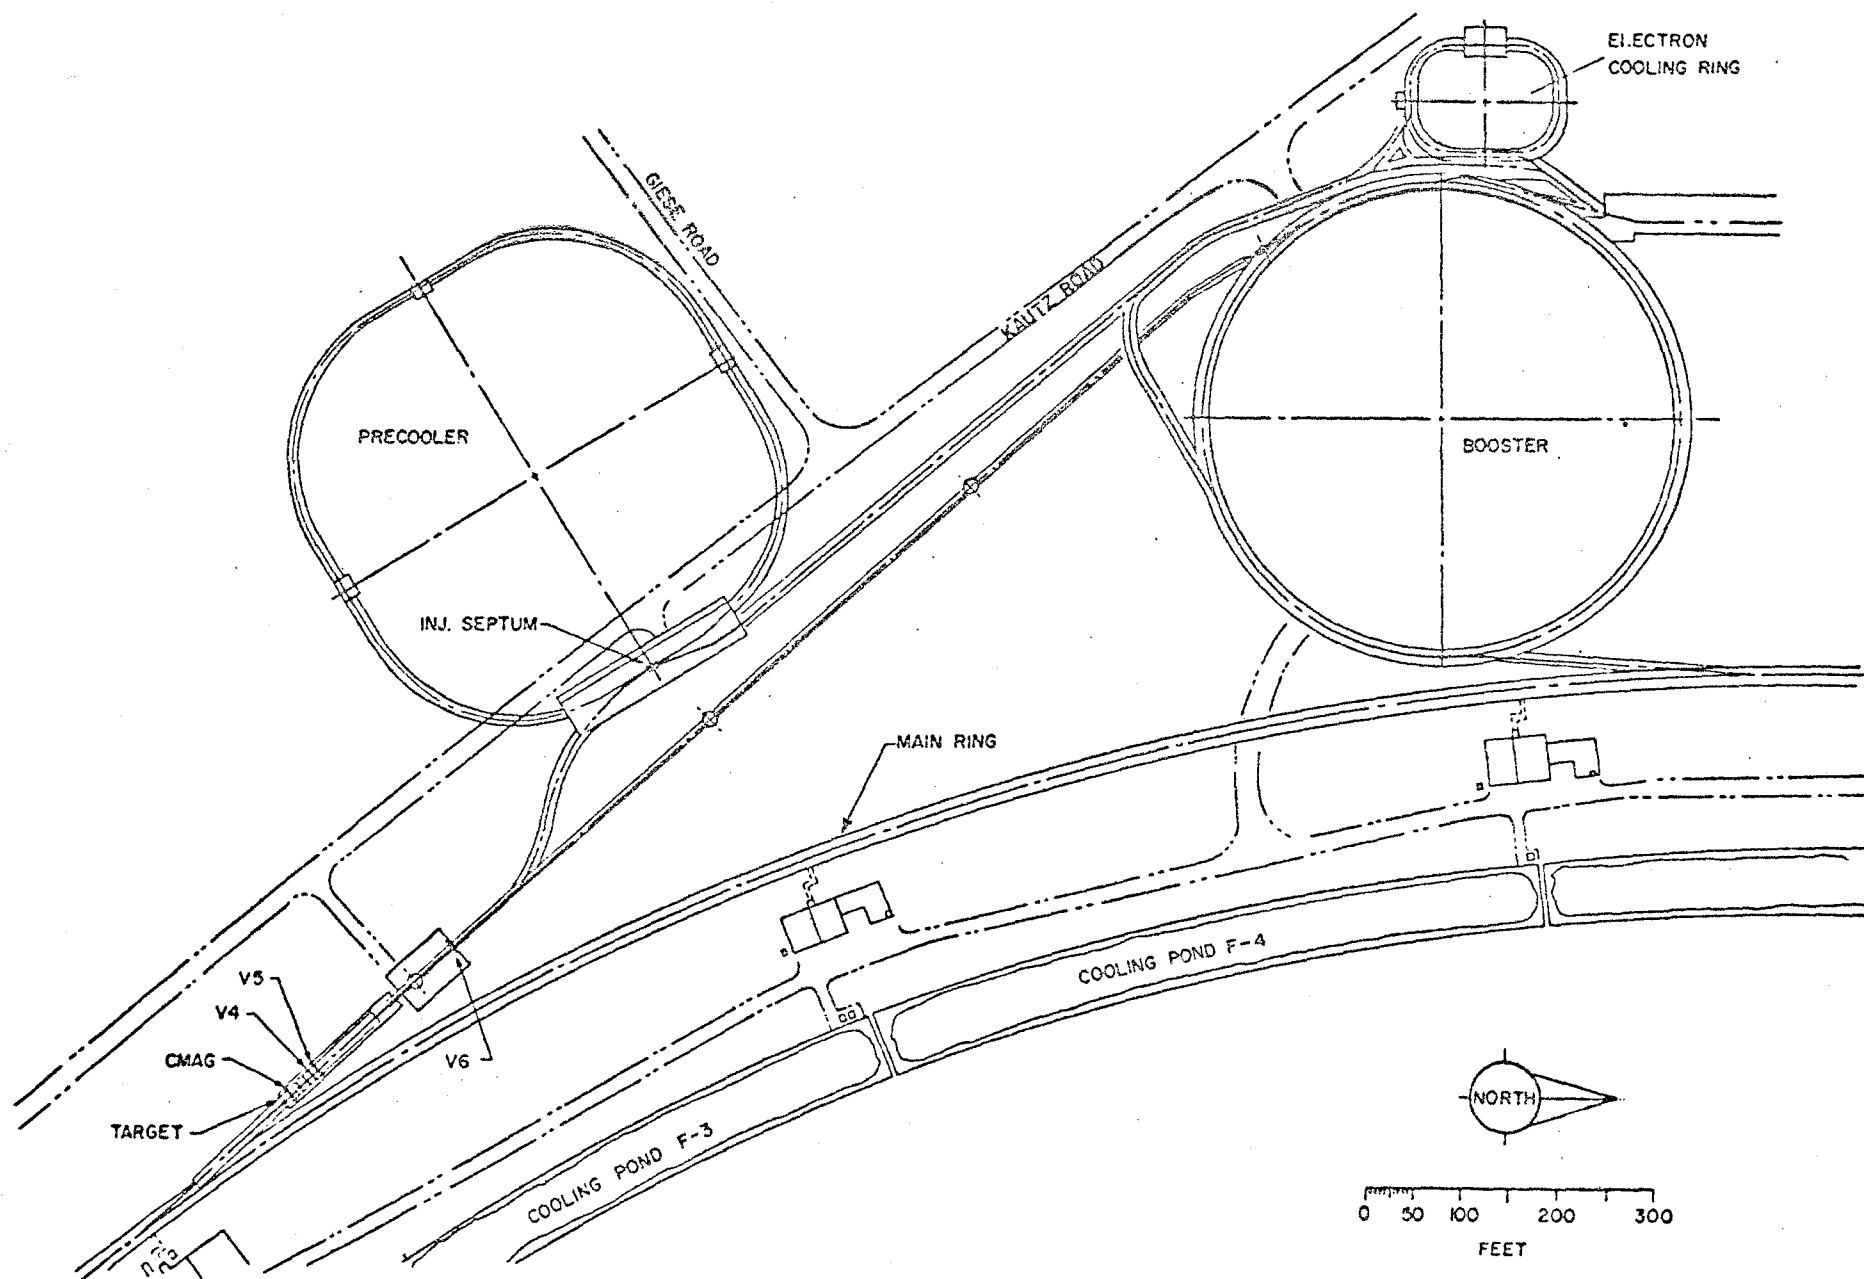 ELECTRON
COOLING RING
GIESE ROAD
KAUTZ ROAD
PRECOOLER
BOOSTER
INJ. SEPTUM
MAIN RING
V5
V4
CMAG
V6
TARGET
COOLING POND F-4
COOLING POND F-3
NORTH
0 50 100 200 300
FEET